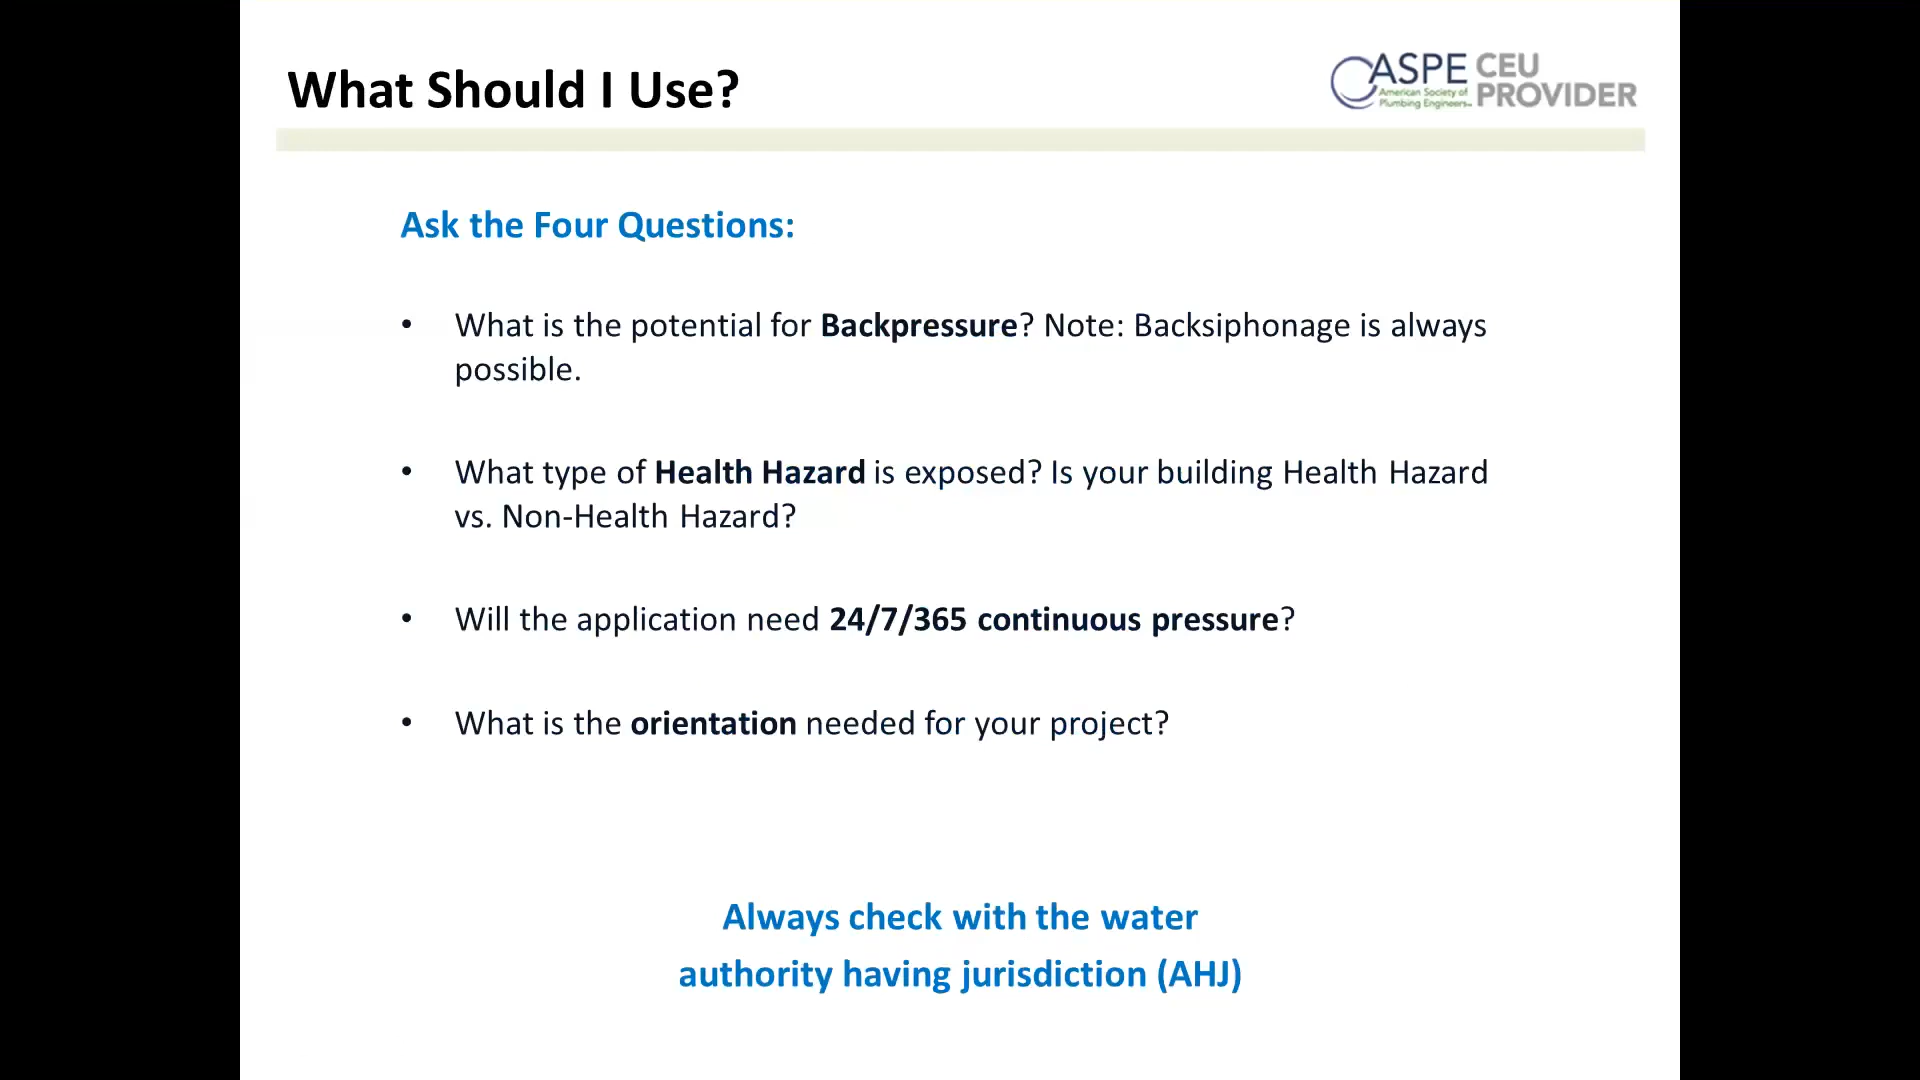 What Should I Use?
ASPE CEU
American Society of
Plumbing Engineers PROVIDER
Ask the Four Questions:
• What is the potential for Backpressure? Note: Backsiphonage is always
possible.
• What type of Health Hazard is exposed? Is your building Health Hazard
vs. Non-Health Hazard?
• Will the application need 24/7/365 continuous pressure?
• What is the orientation needed for your project?
Always check with the water
authority having jurisdiction (AHJ)